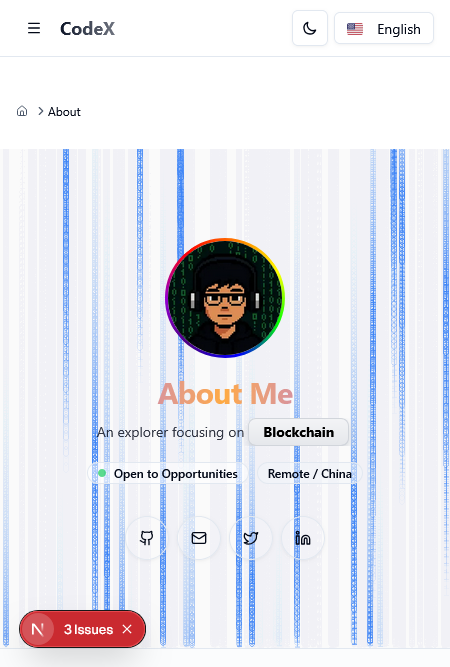 CodeX
English
About
About Me
An explorer focusing on Blockchain
Open to Opportunities
Remote / China
N 3 Issues